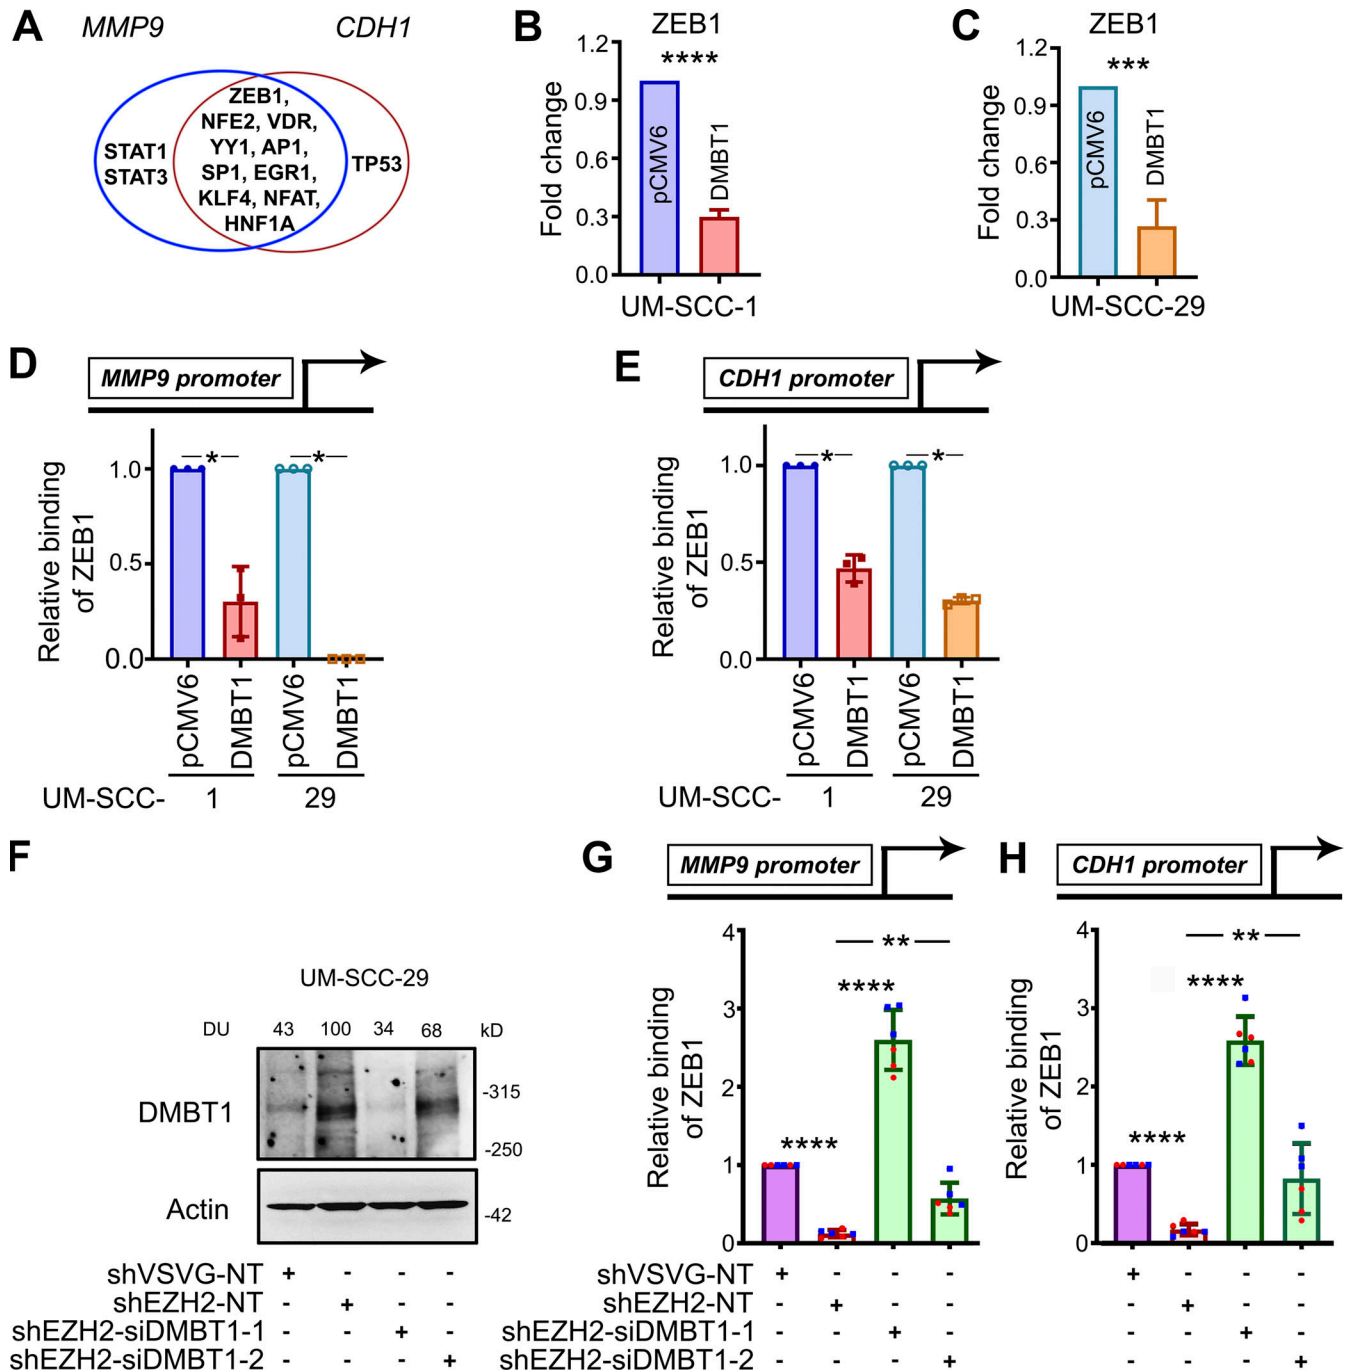 A
MMP9
CDH1
STAT1
STAT3
ZEB1,
NFE2, VDR,
YY1, AP1,
SP1, EGR1,
KLF4, NFAT,
HNF1A
TP53
B
ZEB1
****
Fold change
1.2
0.9
0.6
0.3
0.0
pCMV6
DMBT1
UM-SCC-1
C
ZEB1
***
Fold change
1.2
0.9
0.6
0.3
0.0
pCMV6
DMBT1
UM-SCC-29
D
MMP9 promoter
Relative binding
of ZEB1
1.0
0.5
0.0
* *
pCMV6 DMBT1 pCMV6 DMBT1
UM-SCC- 1 29
E
CDH1 promoter
Relative binding
of ZEB1
1.0
0.5
0.0
* *
pCMV6 DMBT1 pCMV6 DMBT1
UM-SCC- 1 29
F
UM-SCC-29
DU 43 100 34 68 kD
DMBT1
-315
-250
Actin
-42
shVSVG-NT + - - -
shEZH2-NT - + - -
shEZH2-siDMBT1-1 - - + -
shEZH2-siDMBT1-2 - - - +
G
MMP9 promoter
Relative binding
of ZEB1
4
3
2
1
0
**
****
****
shVSVG-NT + - - -
shEZH2-NT - + - -
shEZH2-siDMBT1-1 - - + -
shEZH2-siDMBT1-2 - - - +
H
CDH1 promoter
Relative binding
of ZEB1
4
3
2
1
0
**
****
****
+ - - -
- + - -
- - + -
- - - +